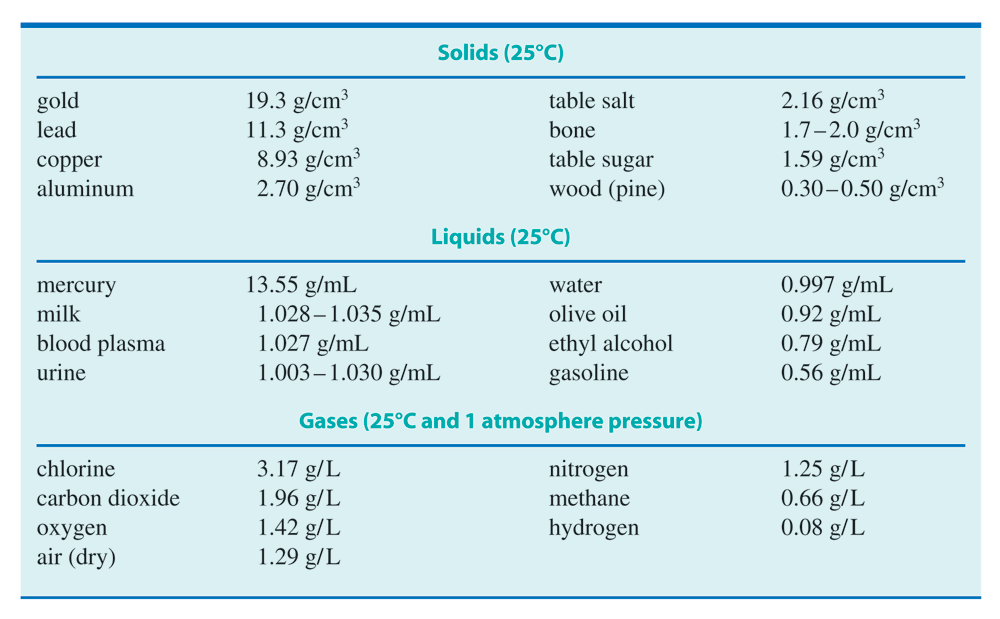 Solids (25°C)
gold 19.3 g/cm³ table salt 2.16 g/cm³
lead 11.3 g/cm³ bone 1.7–2.0 g/cm³
copper 8.93 g/cm³ table sugar 1.59 g/cm³
aluminum 2.70 g/cm³ wood (pine) 0.30–0.50 g/cm³
Liquids (25°C)
mercury 13.55 g/mL water 0.997 g/mL
milk 1.028–1.035 g/mL olive oil 0.92 g/mL
blood plasma 1.027 g/mL ethyl alcohol 0.79 g/mL
urine 1.003–1.030 g/mL gasoline 0.56 g/mL
Gases (25°C and 1 atmosphere pressure)
chlorine 3.17 g/L nitrogen 1.25 g/L
carbon dioxide 1.96 g/L methane 0.66 g/L
oxygen 1.42 g/L hydrogen 0.08 g/L
air (dry) 1.29 g/L